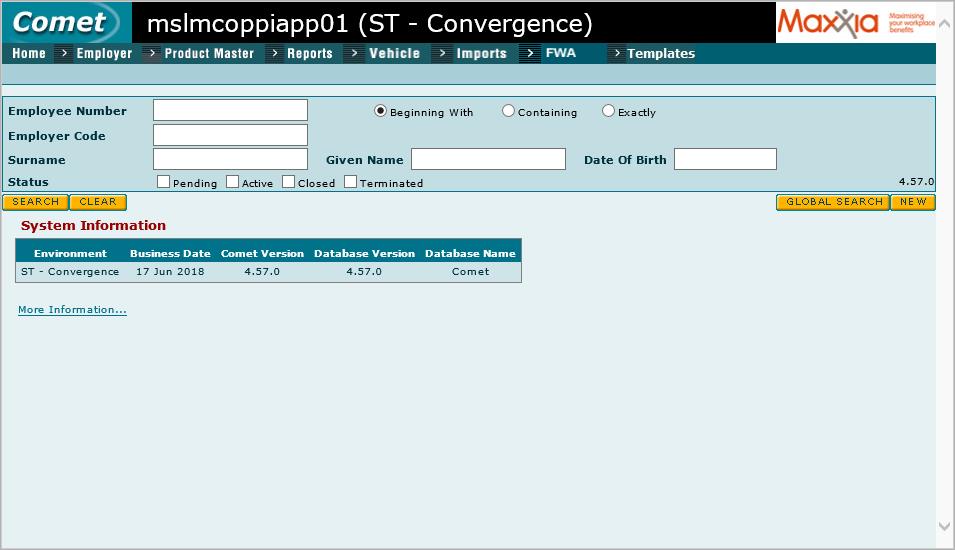 Comet mslmcoppiapp01 (ST - Convergence) Maxxia Maximising
your workplace
benefits
Home > Employer > Product Master > Reports > Vehicle > Imports > FWA > Templates
Employee Number Beginning With Containing Exactly
Employer Code
Surname Given Name Date Of Birth
Status Pending Active Closed Terminated 4.57.0
SEARCH CLEAR GLOBAL SEARCH NEW
System Information
Environment Business Date Comet Version Database Version Database Name
ST - Convergence 17 Jun 2018 4.57.0 4.57.0 Comet
More Information...